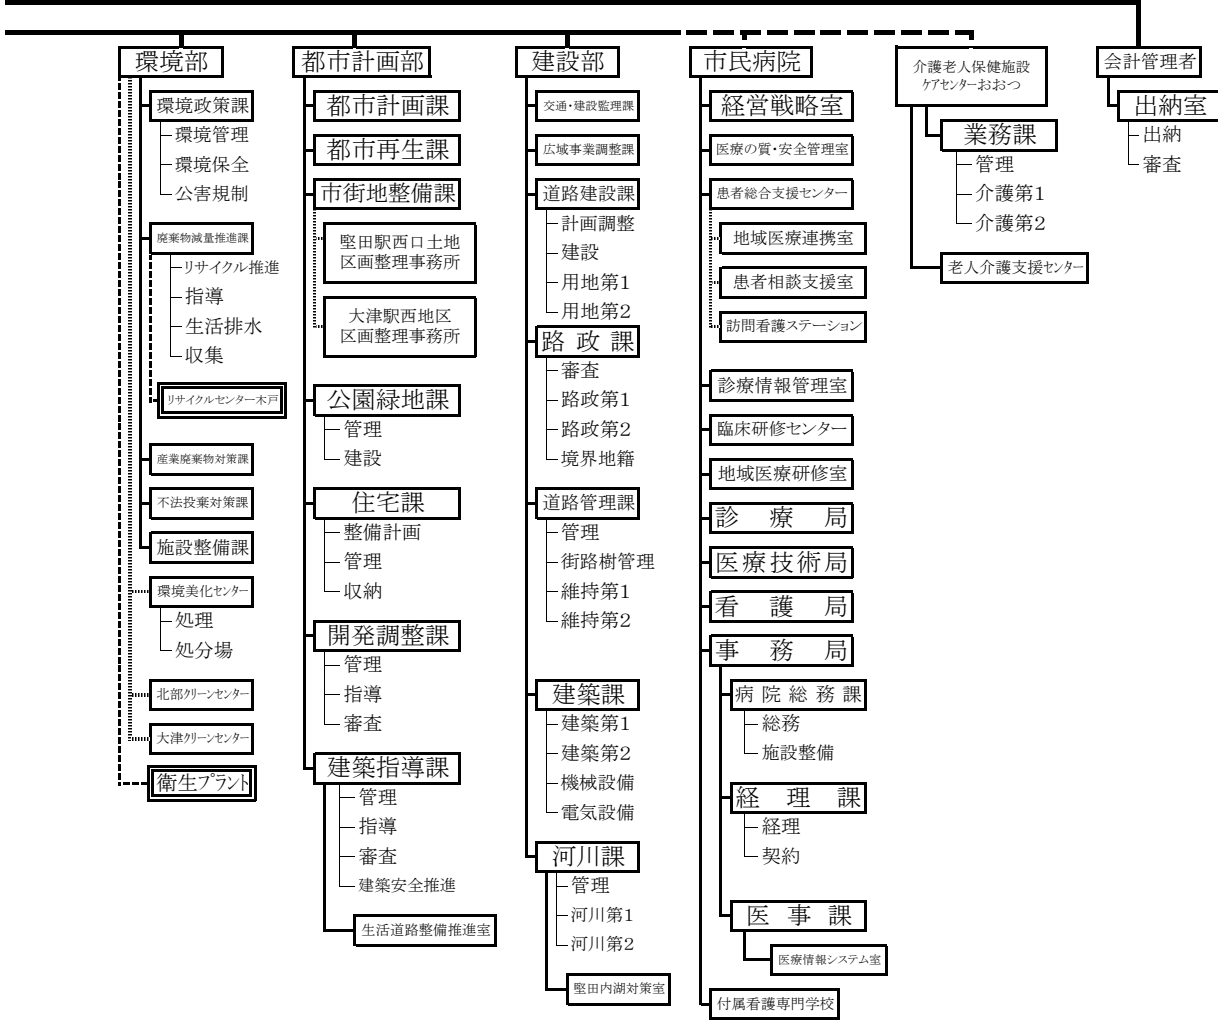 環境部
環境政策課
環境管理
環境保全
公害規制
廃棄物減量推進課
リサイクル推進
指導
生活排水
収集
リサイクルセンター木戸
産業廃棄物対策課
不法投棄対策課
施設整備課
環境美化センター
処理
処分場
北部クリーンセンター
大津クリーンセンター
衛生プラント
都市計画部
都市計画課
都市再生課
市街地整備課
堅田駅西口土地
区画整理事務所
大津駅西地区
区画整理事務所
公園緑地課
管理
建設
住宅課
整備計画
管理
収納
開発調整課
管理
指導
審査
建築指導課
管理
指導
審査
建築安全推進
生活道路整備推進室
建設部
交通・建設監理課
広域事業調整課
道路建設課
計画調整
建設
用地第1
用地第2
路政課
審査
路政第1
路政第2
境界地籍
道路管理課
管理
街路樹管理
維持第1
維持第2
建築課
建築第1
建築第2
機械設備
電気設備
河川課
管理
河川第1
河川第2
堅田内湖対策室
市民病院
経営戦略室
医療の質・安全管理室
患者総合支援センター
地域医療連携室
患者相談支援室
訪問看護ステーション
診療情報管理室
臨床研修センター
地域医療研修室
診療局
医療技術局
看護局
事務局
病院総務課
総務
施設整備
経理課
経理
契約
医事課
医療情報システム室
付属看護専門学校
介護老人保健施設
ケアセンターおおつ
業務課
管理
介護第1
介護第2
老人介護支援センター
会計管理者
出納室
出納
審査